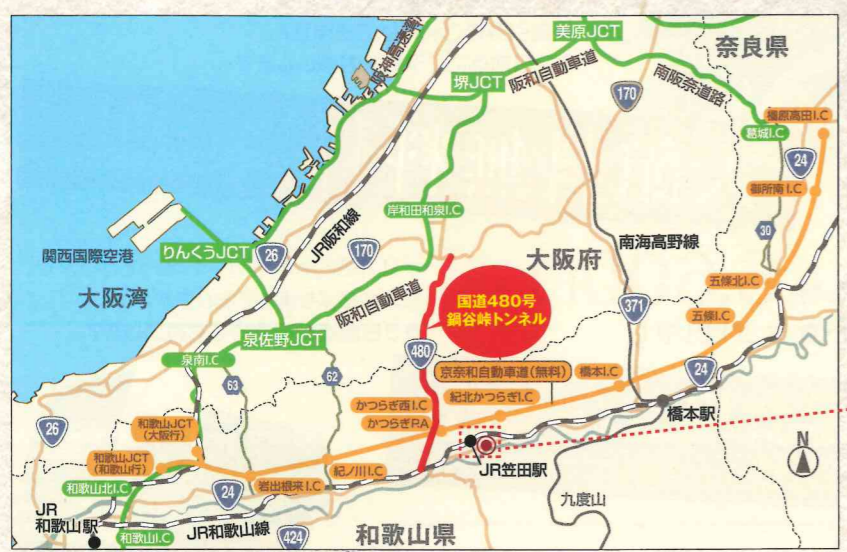 美原JCT
奈良県
阪神高速湾岸線
堺JCT
阪和自動車道
170
南阪奈道路
橿原高田I.C
葛城I.C
24
御所南I.C
岸和田和泉I.C
30
関西国際空港
りんくうJCT
26
JR阪和線
170
大阪府
南海高野線
大阪湾
五條北I.C
国道480号
鍋谷峠トンネル
阪和自動車道
371
五條I.C
泉佐野JCT
480
泉南I.C
京奈和自動車道(無料)
橋本I.C
24
63
62
紀北かつらぎI.C
かつらぎ西I.C
かつらぎP.A
橋本駅
26
和歌山JCT
(大阪行)
和歌山JCT
(和歌山行)
N
紀ノ川I.C
JR笠田駅
和歌山北I.C
24
岩出根来I.C
九度山
JR
和歌山駅
和歌山I.C
JR和歌山線
424
和歌山県